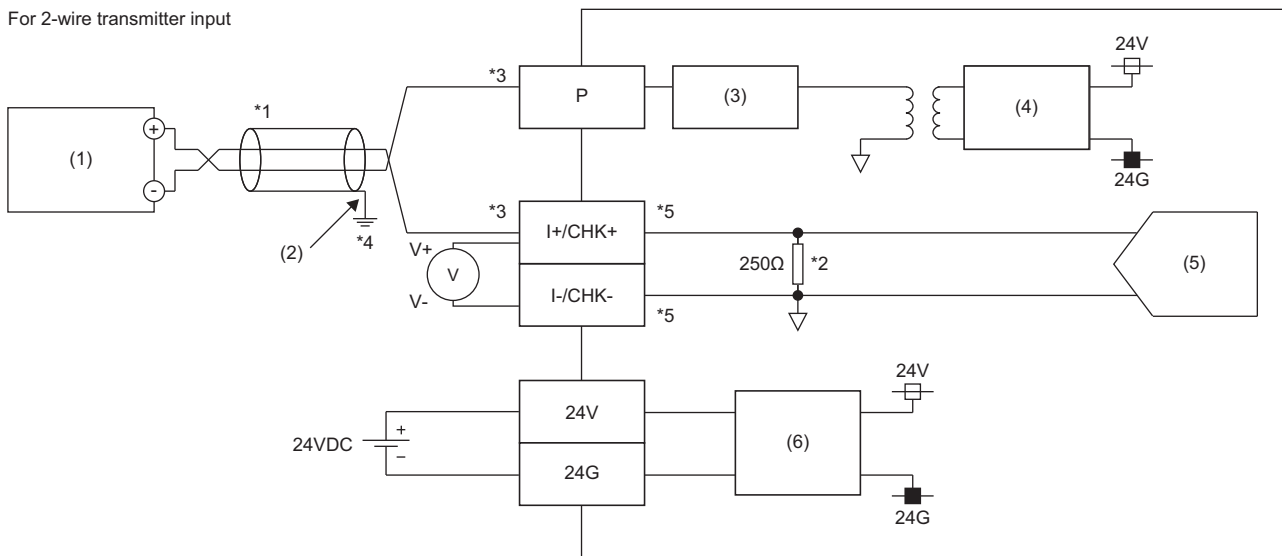 For 2-wire transmitter input
24V
*3
P
(3)
(4)
*1
+
(1)
-
24G
*3
I+/CHK+
*5
*4
(2)
V+
V
250Ω
*2
(5)
V-
I-/CHK-
*5
24V
24V
24VDC
+
−
(6)
24G
24G